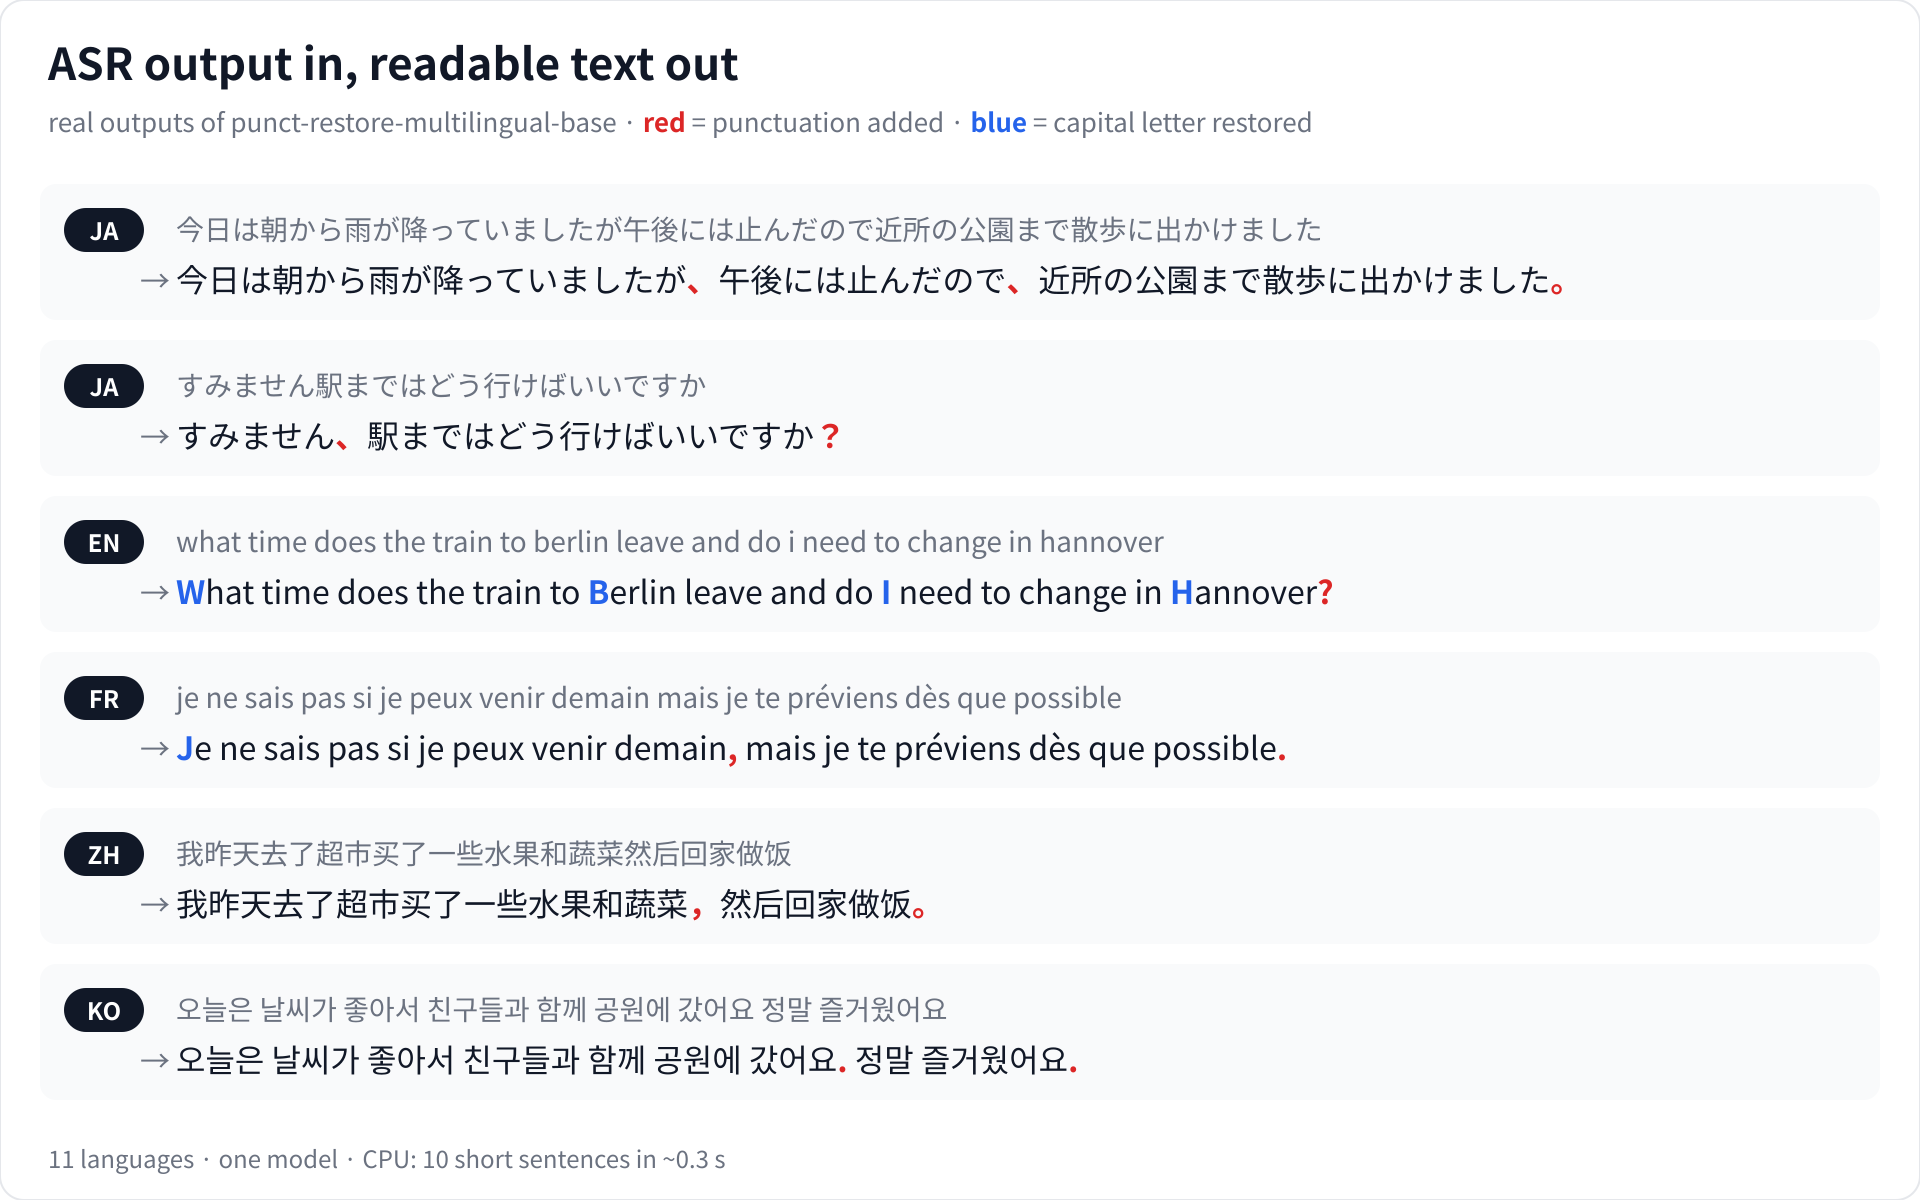 ASR output in, readable text out
real outputs of punct-restore-multilingual-base · red = punctuation added · blue = capital letter restored
JA 今日は朝から雨が降っていましたが午後には止んだので近所の公園まで散歩に出かけました
→ 今日は朝から雨が降っていましたが、午後には止んだので、近所の公園まで散歩に出かけました。
JA すみません駅まではどう行けばいいですか
→ すみません、駅まではどう行けばいいですか？
EN what time does the train to berlin leave and do i need to change in hannover
→ What time does the train to Berlin leave and do I need to change in Hannover?
FR je ne sais pas si je peux venir demain mais je te préviens dès que possible
→ Je ne sais pas si je peux venir demain, mais je te préviens dès que possible.
ZH 我昨天去了超市买了一些水果和蔬菜然后回家做饭
→ 我昨天去了超市买了一些水果和蔬菜，然后回家做饭。
KO 오늘은 날씨가 좋아서 친구들과 함께 공원에 갔어요 정말 즐거웠어요
→ 오늘은 날씨가 좋아서 친구들과 함께 공원에 갔어요. 정말 즐거웠어요.
11 languages · one model · CPU: 10 short sentences in ~0.3 s